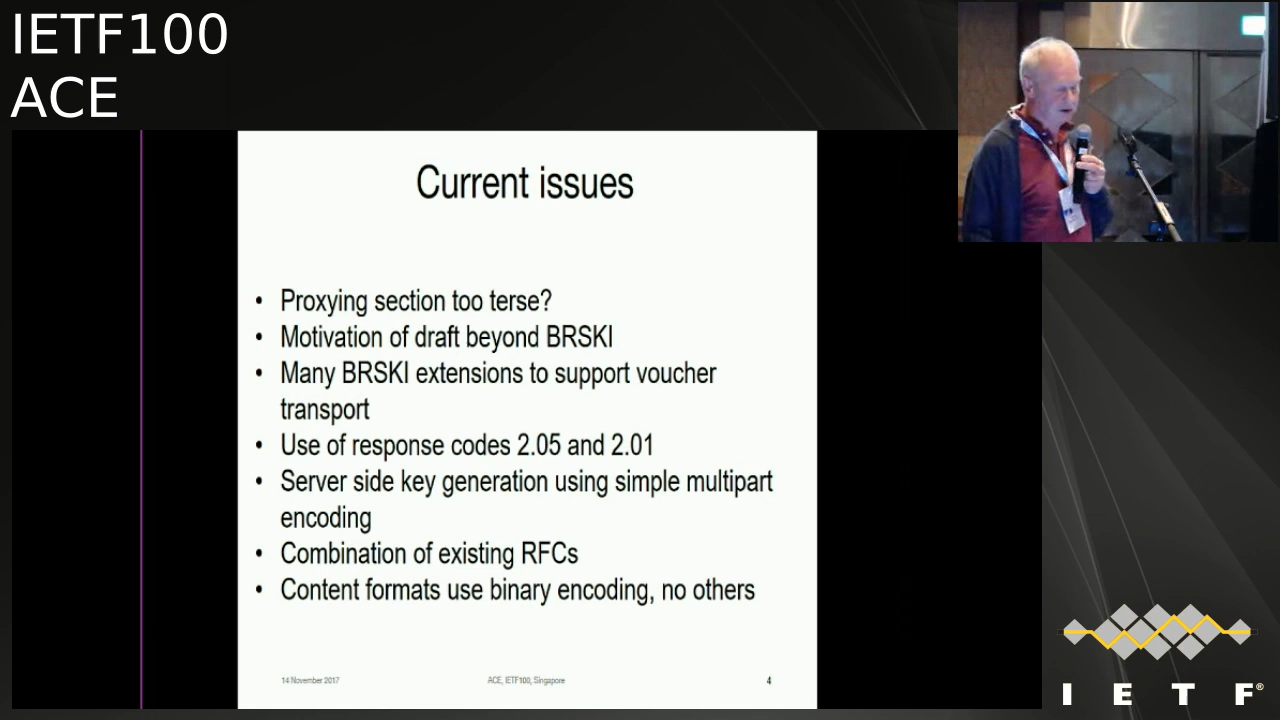 IETF100
ACE
Current issues
• Proxying section too terse?
• Motivation of draft beyond BRSKI
• Many BRSKI extensions to support voucher
transport
• Use of response codes 2.05 and 2.01
• Server side key generation using simple multipart
encoding
• Combination of existing RFCs
• Content formats use binary encoding, no others
14 November 2017 ACE, IETF100, Singapore 4
I E T F®